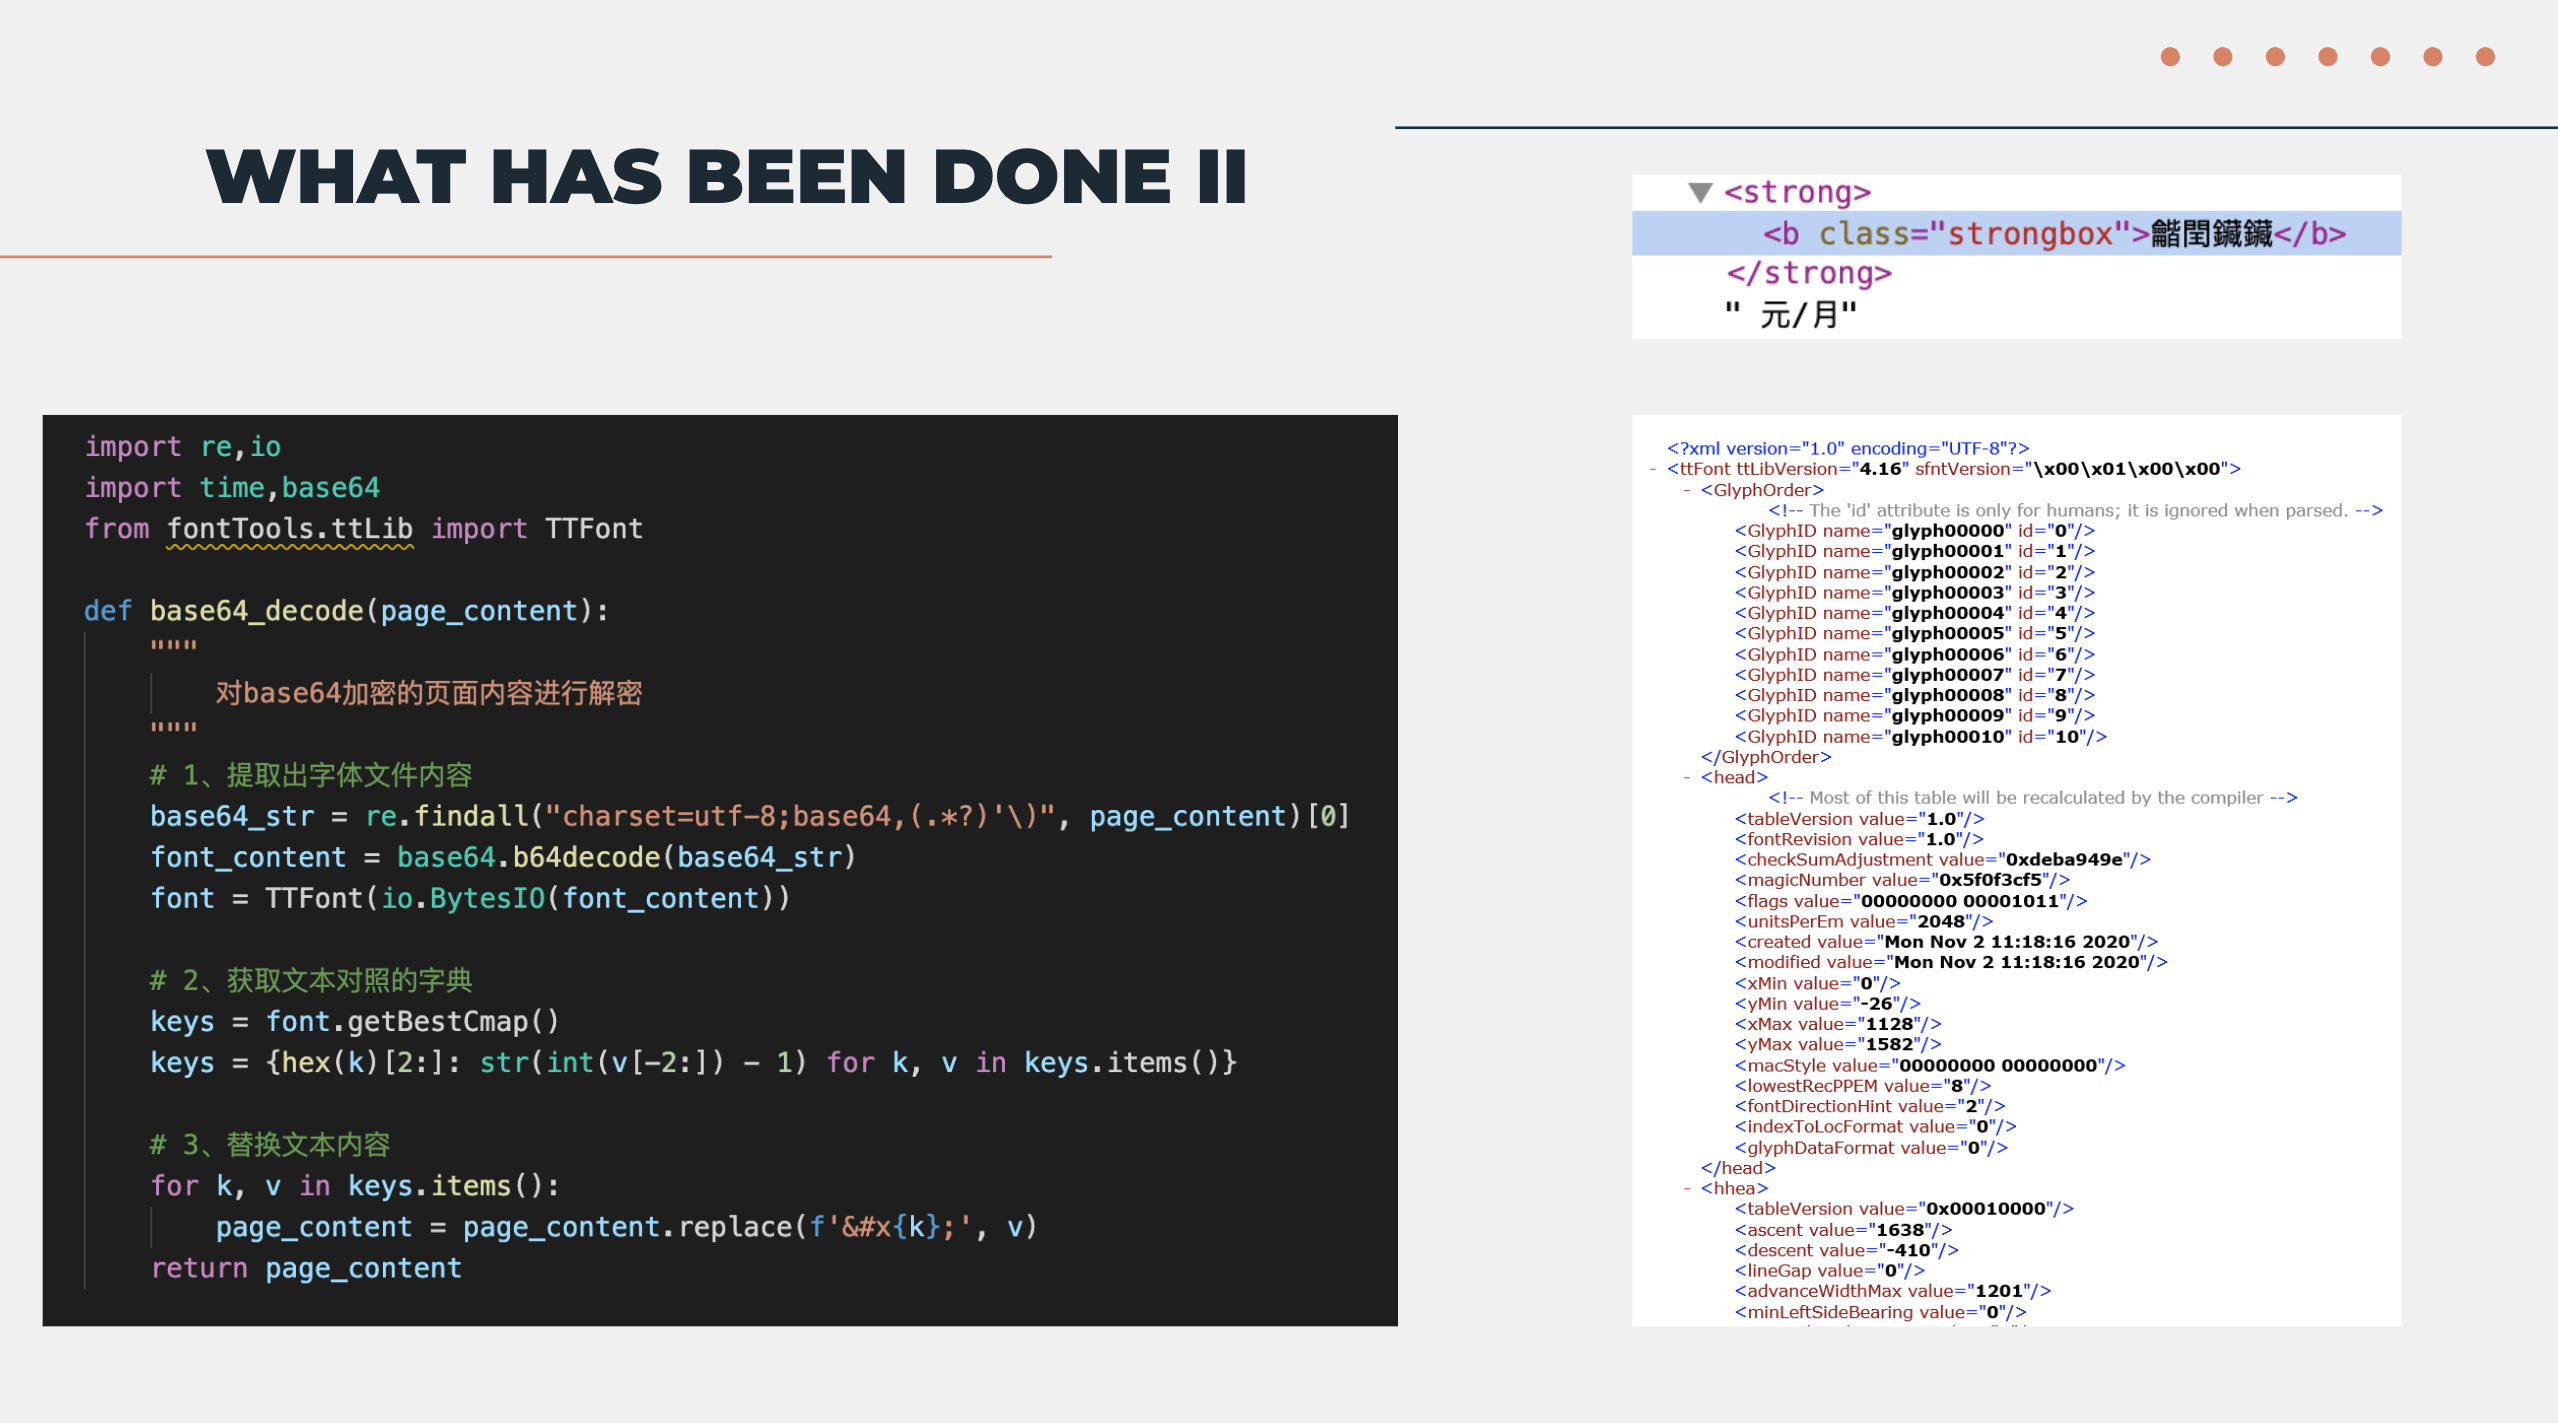 WHAT HAS BEEN DONE II
<strong>
<b class="strongbox">龤閏鑶鑶</b>
</strong>
" 元/月"
import re,io
import time,base64
from fontTools.ttLib import TTFont
def base64_decode(page_content):
"""
对base64加密的页面内容进行解密
"""
# 1、提取出字体文件内容
base64_str = re.findall("charset=utf-8;base64,(.*?)'\)", page_content)[0]
font_content = base64.b64decode(base64_str)
font = TTFont(io.BytesIO(font_content))
# 2、获取文本对照的字典
keys = font.getBestCmap()
keys = {hex(k)[2:]: str(int(v[-2:]) - 1) for k, v in keys.items()}
# 3、替换文本内容
for k, v in keys.items():
page_content = page_content.replace(f'&#x{k};', v)
return page_content
<?xml version="1.0" encoding="UTF-8"?>
- <ttFont ttLibVersion="4.16" sfntVersion="\x00\x01\x00\x00">
- <GlyphOrder>
<!-- The 'id' attribute is only for humans; it is ignored when parsed. -->
<GlyphID name="glyph00000" id="0"/>
<GlyphID name="glyph00001" id="1"/>
<GlyphID name="glyph00002" id="2"/>
<GlyphID name="glyph00003" id="3"/>
<GlyphID name="glyph00004" id="4"/>
<GlyphID name="glyph00005" id="5"/>
<GlyphID name="glyph00006" id="6"/>
<GlyphID name="glyph00007" id="7"/>
<GlyphID name="glyph00008" id="8"/>
<GlyphID name="glyph00009" id="9"/>
<GlyphID name="glyph00010" id="10"/>
</GlyphOrder>
- <head>
<!-- Most of this table will be recalculated by the compiler -->
<tableVersion value="1.0"/>
<fontRevision value="1.0"/>
<checkSumAdjustment value="0xdeba949e"/>
<magicNumber value="0x5f0f3cf5"/>
<flags value="00000000 00001011"/>
<unitsPerEm value="2048"/>
<created value="Mon Nov 2 11:18:16 2020"/>
<modified value="Mon Nov 2 11:18:16 2020"/>
<xMin value="0"/>
<yMin value="-26"/>
<xMax value="1128"/>
<yMax value="1582"/>
<macStyle value="00000000 00000000"/>
<lowestRecPPEM value="8"/>
<fontDirectionHint value="2"/>
<indexToLocFormat value="0"/>
<glyphDataFormat value="0"/>
</head>
- <hhea>
<tableVersion value="0x00010000"/>
<ascent value="1638"/>
<descent value="-410"/>
<lineGap value="0"/>
<advanceWidthMax value="1201"/>
<minLeftSideBearing value="0"/>